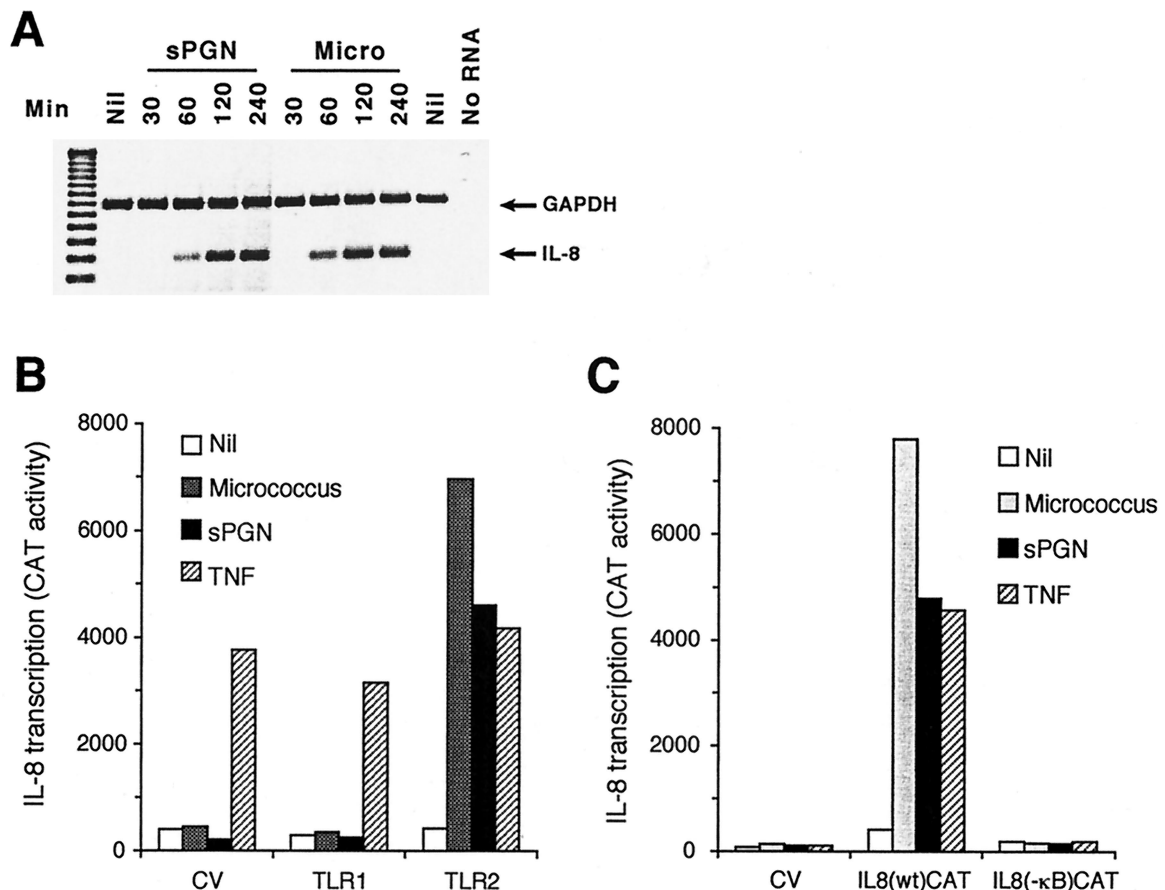 A
sPGN Micro
Min Nil 30 60 120 240 30 60 120 240 Nil No RNA
GAPDH
IL-8
B
IL-8 transcription (CAT activity)
8000
6000
4000
2000
0
Nil
Micrococcus
sPGN
TNF
CV TLR1 TLR2
C
IL-8 transcription (CAT activity)
8000
6000
4000
2000
0
Nil
Micrococcus
sPGN
TNF
CV IL8(wt)CAT IL8(-κB)CAT